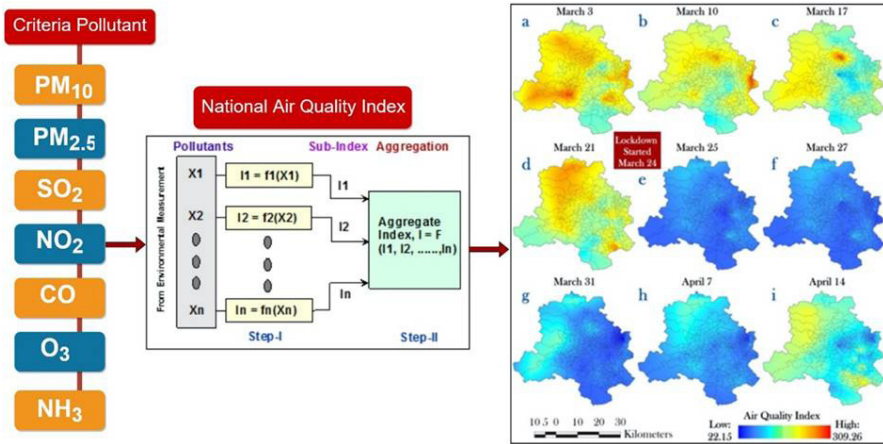 Criteria Pollutant
PM10
PM2.5
SO2
NO2
CO
O3
NH3
National Air Quality Index
Pollutants
Sub-Index
Aggregation
From Environmental Measurement
X1
I1 = f1(X1)
I1
X2
I2 = f2(X2)
I2
Aggregate
Index, I = F
(I1, I2, ......,In)
Xn
In = fn(Xn)
In
Step-I
Step-II
March 3
a
March 10
b
March 17
c
March 21
d
Lockdown
Started
March 24
March 25
e
March 27
f
March 31
g
April 7
h
April 14
i
10.5 0 10 20 30
Kilometers
Air Quality Index
Low:
22.15
High:
309.26